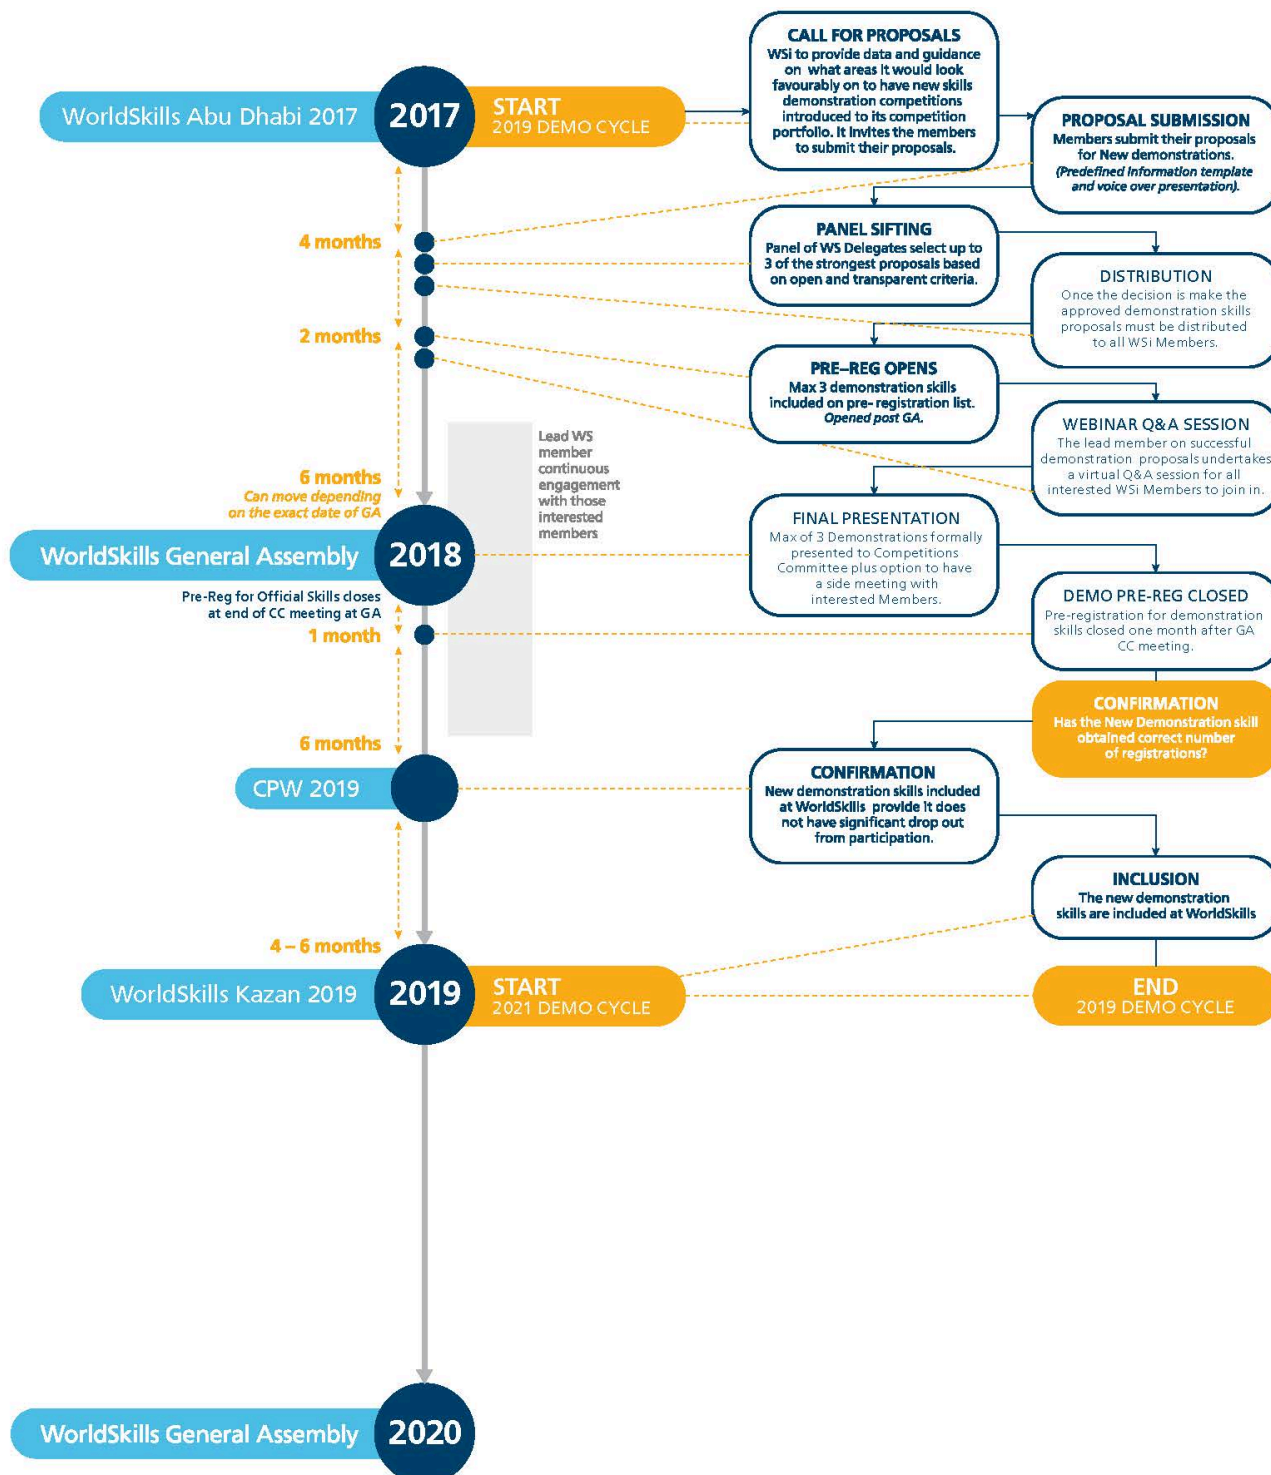 WorldSkills Abu Dhabi 2017
2017
START
2019 DEMO CYCLE
CALL FOR PROPOSALS
WSi to provide data and guidance
on what areas it would look
favourably on to have new skills
demonstration competitions
introduced to its competition
portfolio. It invites the members
to submit their proposals.
PROPOSAL SUBMISSION
Members submit their proposals
for New demonstrations.
(Predefined information template
and voice over presentation).
4 months
PANEL SIFTING
Panel of WS Delegates select up to
3 of the strongest proposals based
on open and transparent criteria.
DISTRIBUTION
Once the decision is make the
approved demonstration skills
proposals must be distributed
to all WSi Members.
2 months
PRE–REG OPENS
Max 3 demonstration skills
included on pre- registration list.
Opened post GA.
WEBINAR Q&A SESSION
The lead member on successful
demonstration proposals undertakes
a virtual Q&A session for all
interested WSi Members to join in.
Lead WS
member
continuous
engagement
with those
interested
members
6 months
Can move depending
on the exact date of GA
WorldSkills General Assembly
2018
FINAL PRESENTATION
Max of 3 Demonstrations formally
presented to Competitions
Committee plus option to have
a side meeting with
interested Members.
Pre-Reg for Official Skills closes
at end of CC meeting at GA
1 month
DEMO PRE-REG CLOSED
Pre-registration for demonstration
skills closed one month after GA
CC meeting.
CONFIRMATION
Has the New Demonstration skill
obtained correct number
of registrations?
6 months
CPW 2019
CONFIRMATION
New demonstration skills included
at WorldSkills provide it does
not have significant drop out
from participation.
INCLUSION
The new demonstration
skills are included at WorldSkills
4 – 6 months
WorldSkills Kazan 2019
2019
START
2021 DEMO CYCLE
END
2019 DEMO CYCLE
WorldSkills General Assembly
2020